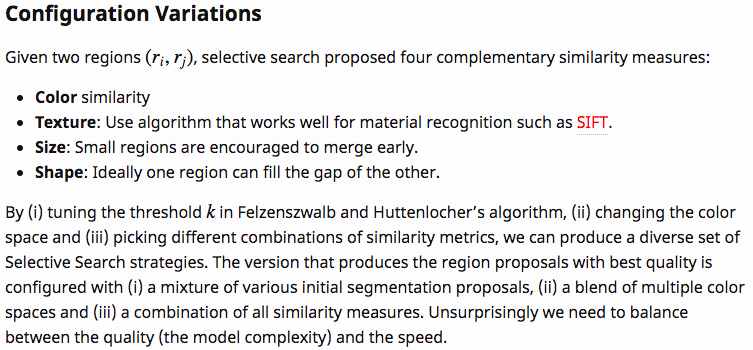 Configuration Variations
Given two regions (rᵢ, rⱼ), selective search proposed four complementary similarity measures:
• Color similarity
• Texture: Use algorithm that works well for material recognition such as SIFT.
• Size: Small regions are encouraged to merge early.
• Shape: Ideally one region can fill the gap of the other.
By (i) tuning the threshold k in Felzenszwalb and Huttenlocher’s algorithm, (ii) changing the color
space and (iii) picking different combinations of similarity metrics, we can produce a diverse set of
Selective Search strategies. The version that produces the region proposals with best quality is
configured with (i) a mixture of various initial segmentation proposals, (ii) a blend of multiple color
spaces and (iii) a combination of all similarity measures. Unsurprisingly we need to balance
between the quality (the model complexity) and the speed.